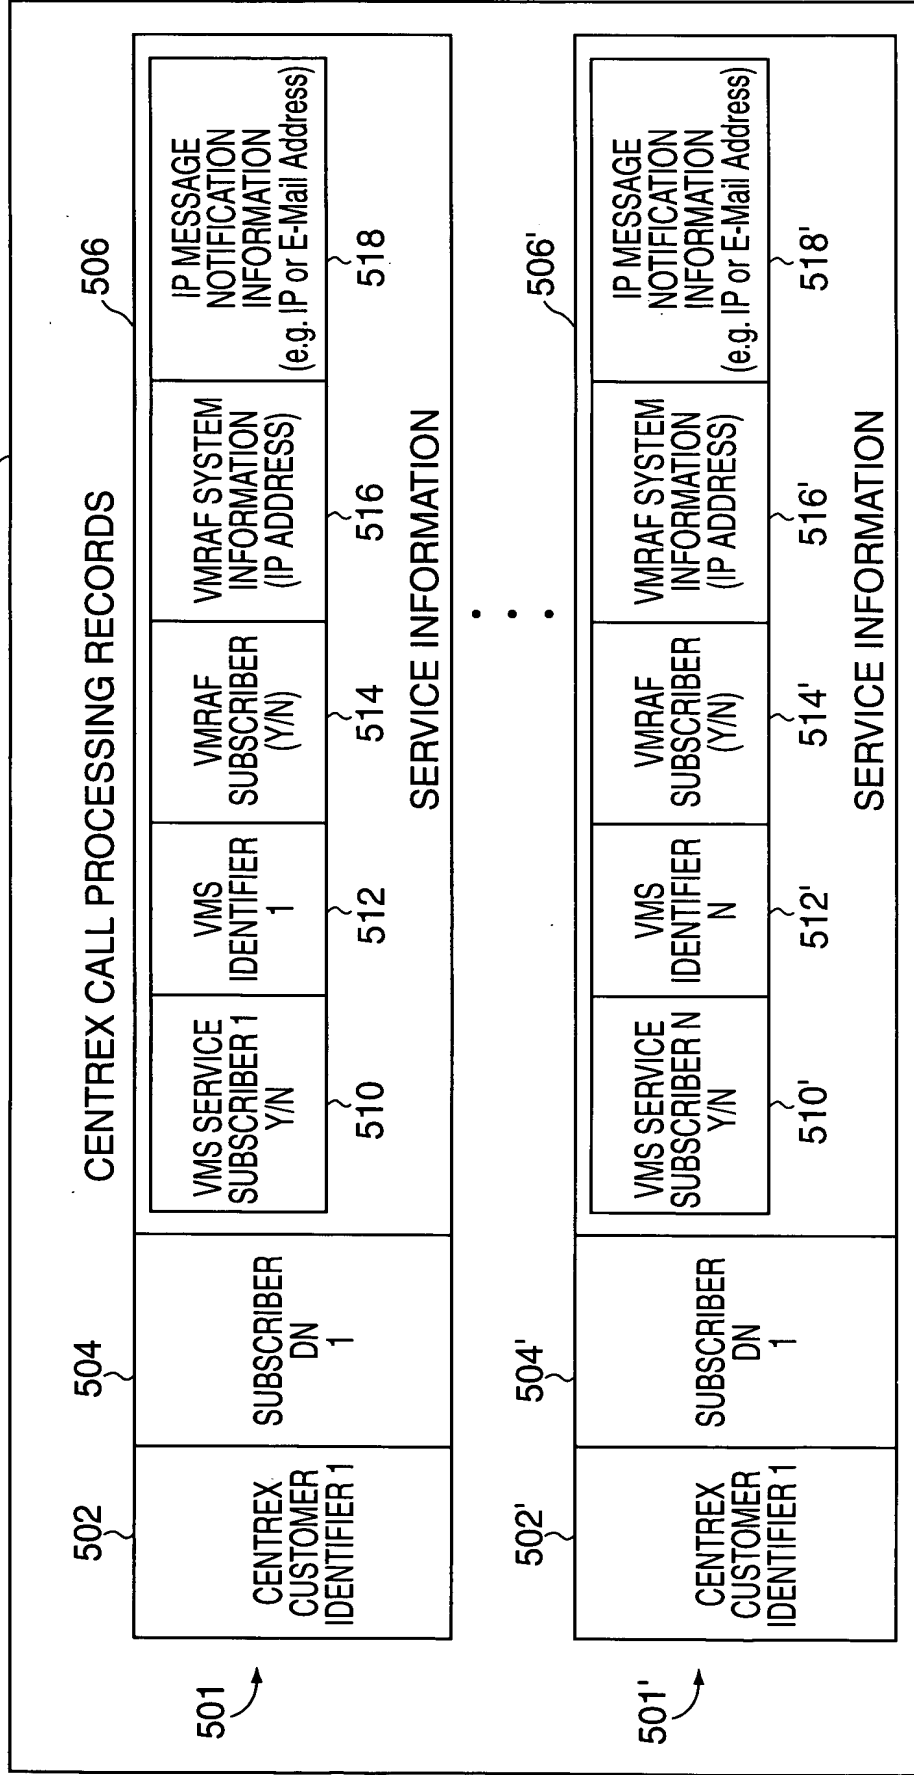 CENTREX CALL PROCESSING RECORDS
502
504
506
501
CENTREX
CUSTOMER
IDENTIFIER 1
SUBSCRIBER
DN
1
VMS SERVICE
SUBSCRIBER 1
Y/N
VMS
IDENTIFIER
1
VMRAF
SUBSCRIBER
(Y/N)
VMRAF SYSTEM
INFORMATION
(IP ADDRESS)
IP MESSAGE
NOTIFICATION
INFORMATION
(e.g. IP or E-Mail Address)
510
512
514
516
518
SERVICE INFORMATION
502'
504'
506'
501'
CENTREX
CUSTOMER
IDENTIFIER 1
SUBSCRIBER
DN
1
VMS SERVICE
SUBSCRIBER N
Y/N
VMS
IDENTIFIER
N
VMRAF
SUBSCRIBER
(Y/N)
VMRAF SYSTEM
INFORMATION
(IP ADDRESS)
IP MESSAGE
NOTIFICATION
INFORMATION
(e.g. IP or E-Mail Address)
510'
512'
514'
516'
518'
SERVICE INFORMATION